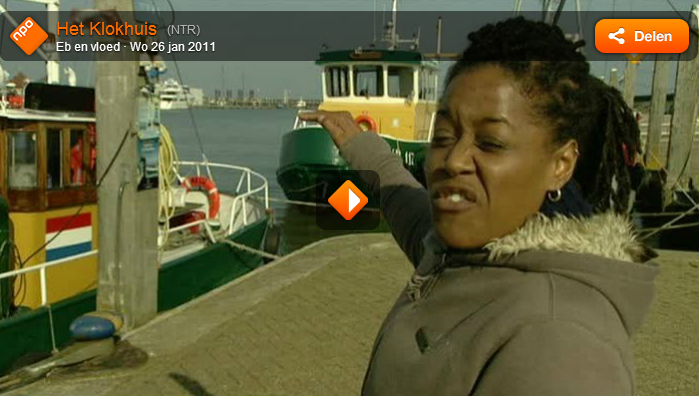 npo
Het Klokhuis (NTR)
Eb en vloed · Wo 26 jan 2011
Delen